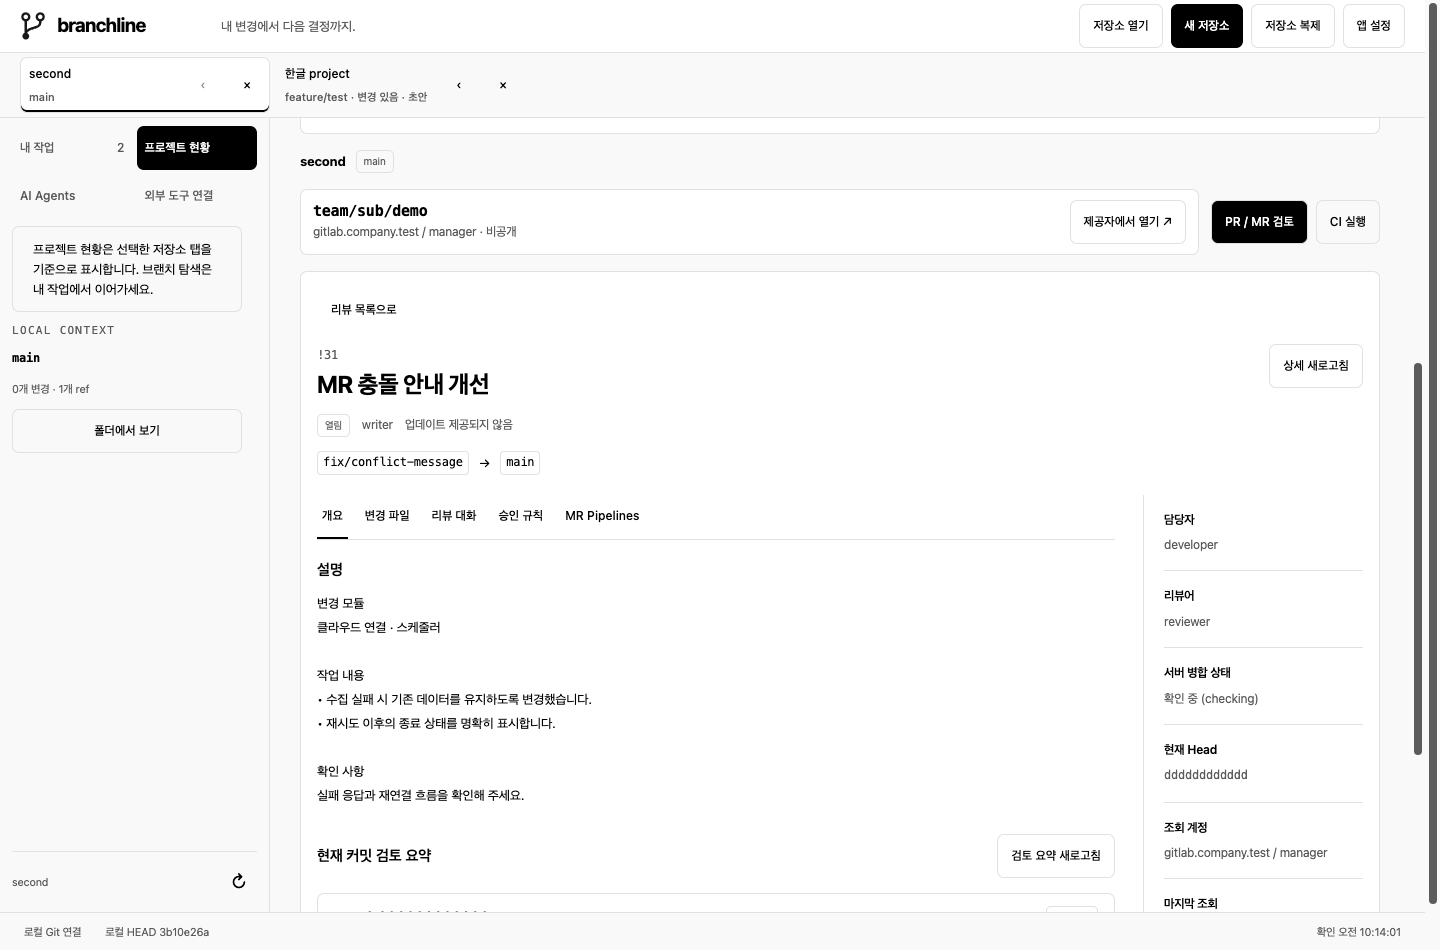 branchline
내 변경에서 다음 결정까지.
저장소 열기
새 저장소
저장소 복제
앱 설정
second
main
한글 project
feature/test · 변경 있음 · 초안
내 작업 2
프로젝트 현황
AI Agents
외부 도구 연결
프로젝트 현황은 선택한 저장소 탭을
기준으로 표시합니다. 브랜치 탐색은
내 작업에서 이어가세요.
LOCAL CONTEXT
main
0개 변경 · 1개 ref
폴더에서 보기
second
second main
team/sub/demo
gitlab.company.test / manager · 비공개
제공자에서 열기 ↗
PR / MR 검토
CI 실행
리뷰 목록으로
!31
MR 충돌 안내 개선
상세 새로고침
열림 writer 업데이트 제공되지 않음
fix/conflict-message → main
개요 변경 파일 리뷰 대화 승인 규칙 MR Pipelines
설명
변경 모듈
클라우드 연결 · 스케줄러
작업 내용
• 수집 실패 시 기존 데이터를 유지하도록 변경했습니다.
• 재시도 이후의 종료 상태를 명확히 표시합니다.
확인 사항
실패 응답과 재연결 흐름을 확인해 주세요.
현재 커밋 검토 요약
검토 요약 새로고침
담당자
developer
리뷰어
reviewer
서버 병합 상태
확인 중 (checking)
현재 Head
dddddddddddd
조회 계정
gitlab.company.test / manager
마지막 조회
로컬 Git 연결
로컬 HEAD 3b10e26a
확인 오전 10:14:01